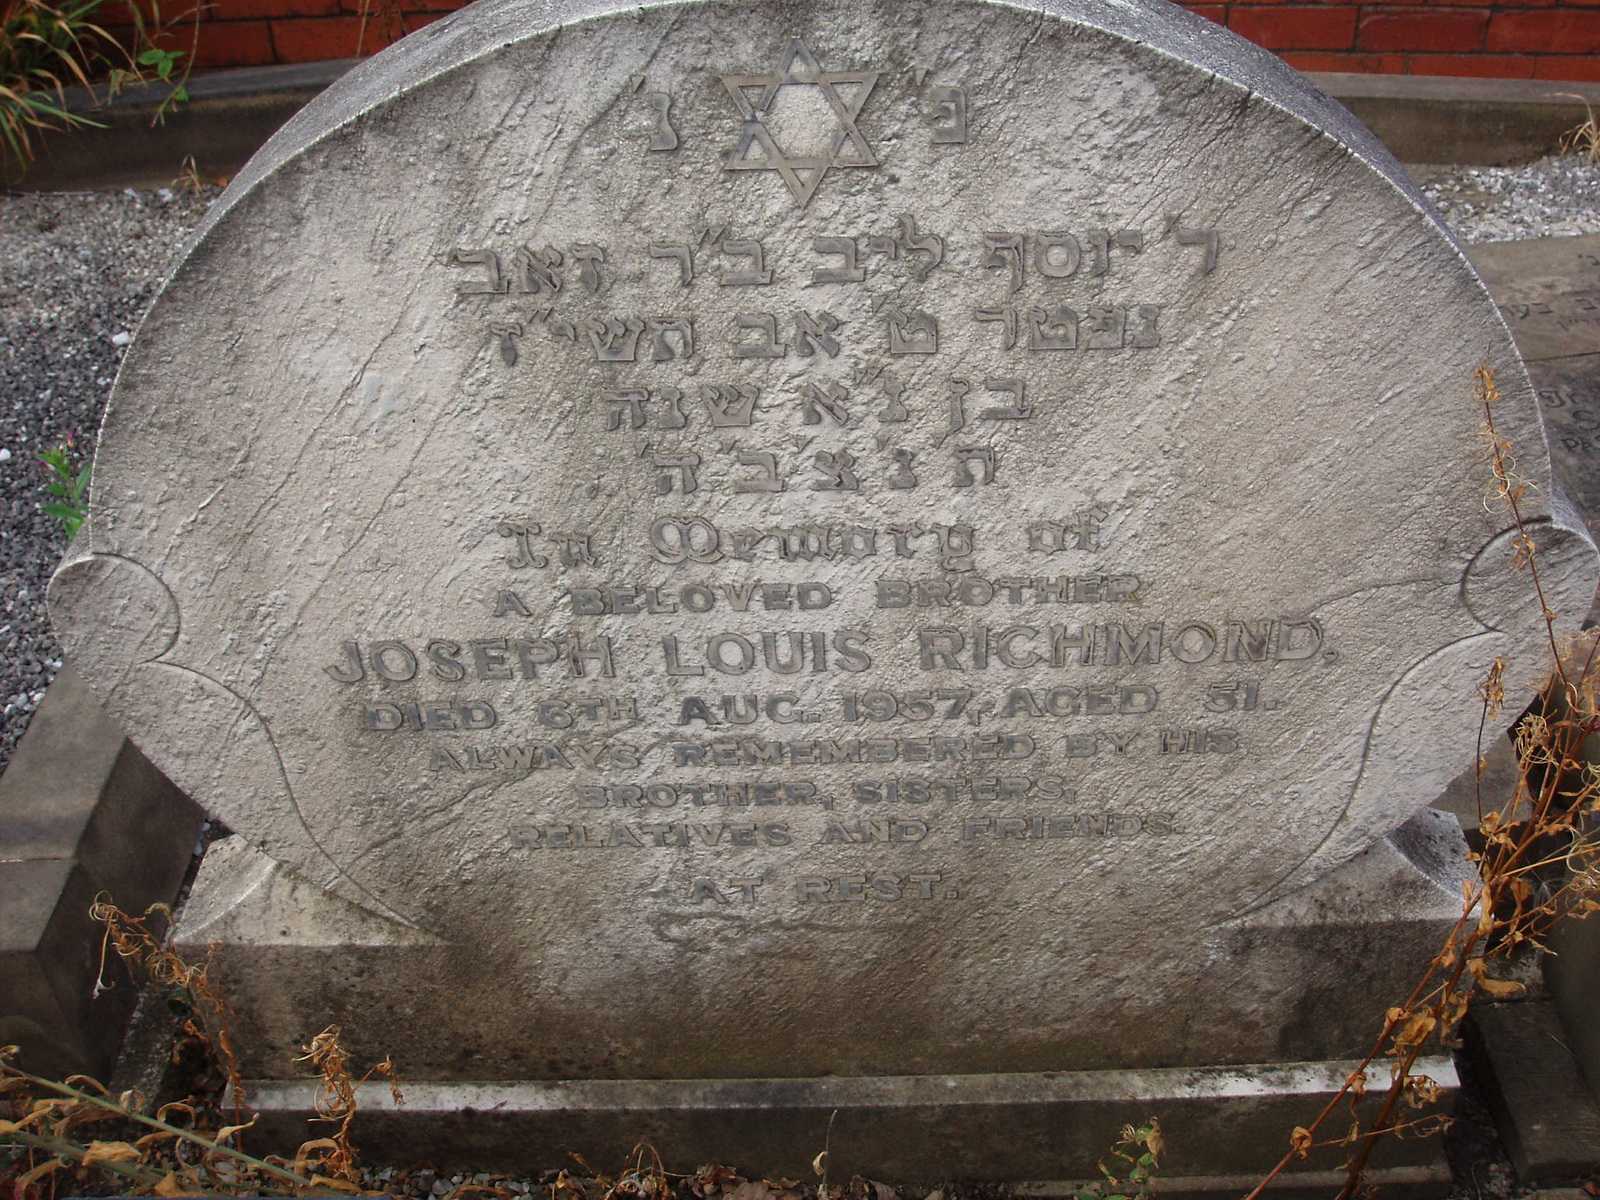 פ' נ'
ר' יוסף ליב ב"ר זאב
נפטר ט' אב תשי"ז
בן נ"א שנה
ת'נ'צ'ב'ה'
In Memory of
A BELOVED BROTHER
JOSEPH LOUIS RICHMOND,
DIED 6TH AUG. 1957, AGED 51.
ALWAYS REMEMBERED BY HIS
BROTHER, SISTERS,
RELATIVES AND FRIENDS.
AT REST.